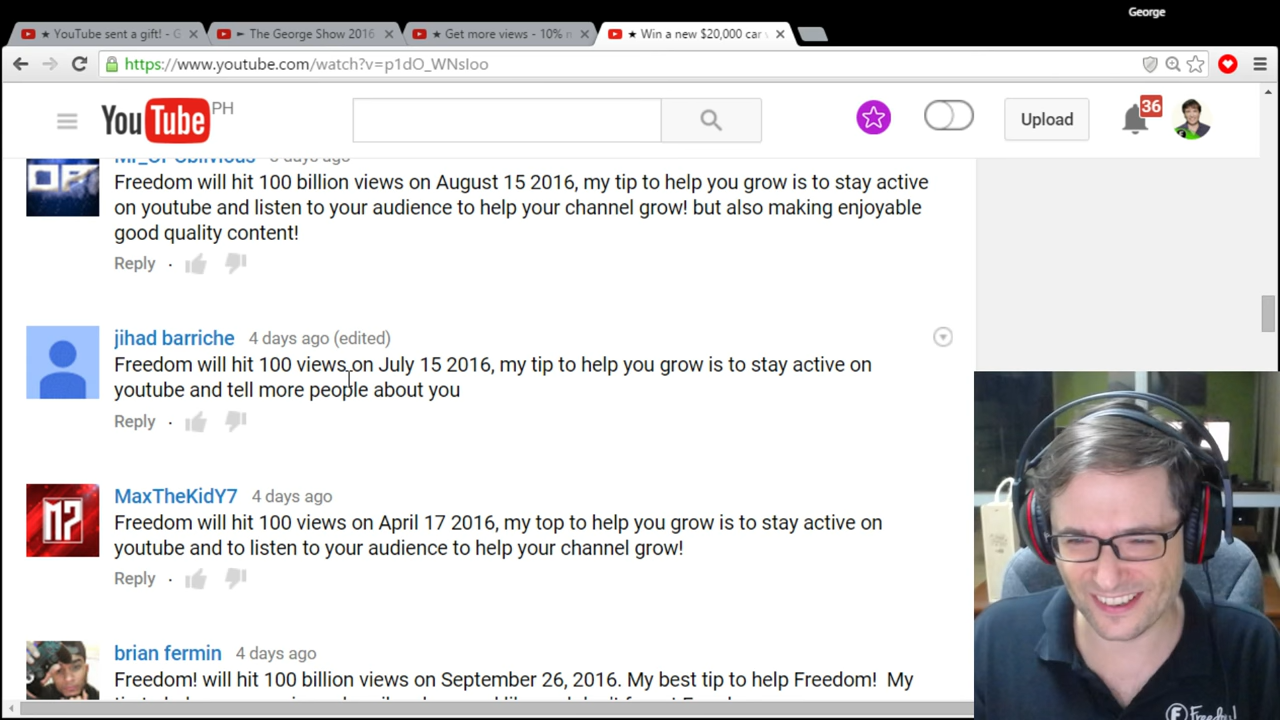 George
★ YouTube sent a gift! - G
► The George Show 2016
★ Get more views - 10% n
★ Win a new $20,000 car w
https://www.youtube.com/watch?v=p1dO_WNsloo
YouTube PH
Upload
36
Mr_OP Oblivious 3 days ago
Freedom will hit 100 billion views on August 15 2016, my tip to help you grow is to stay active
on youtube and listen to your audience to help your channel grow! but also making enjoyable
good quality content!
Reply
jihad barriche 4 days ago (edited)
Freedom will hit 100 views on July 15 2016, my tip to help you grow is to stay active on
youtube and tell more people about you
Reply
MaxTheKidY7 4 days ago
Freedom will hit 100 views on April 17 2016, my top to help you grow is to stay active on
youtube and to listen to your audience to help your channel grow!
Reply
brian fermin 4 days ago
Freedom! will hit 100 billion views on September 26, 2016. My best tip to help Freedom! My
Freedom!